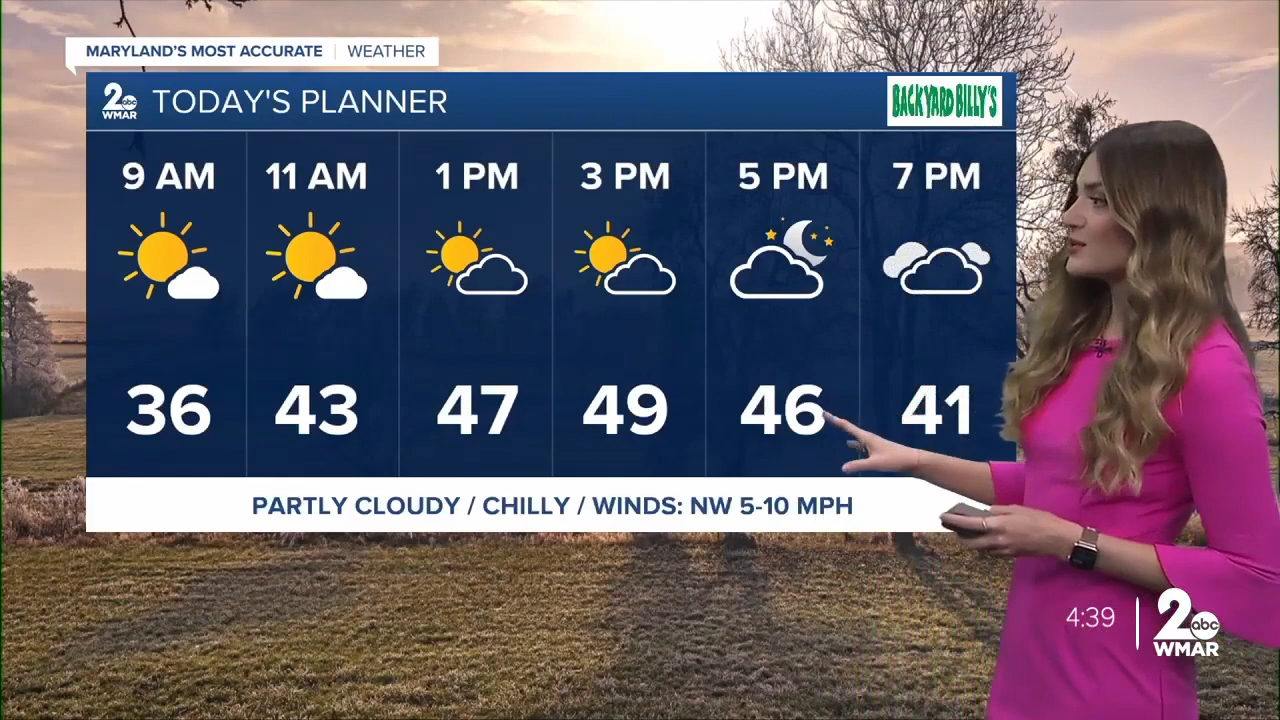 MARYLAND'S MOST ACCURATE | WEATHER
2 abc WMAR
TODAY'S PLANNER
BACKYARD BILLY'S
9 AM 11 AM 1 PM 3 PM 5 PM 7 PM
36 43 47 49 46 41
PARTLY CLOUDY / CHILLY / WINDS: NW 5-10 MPH
4:39
2 abc
WMAR